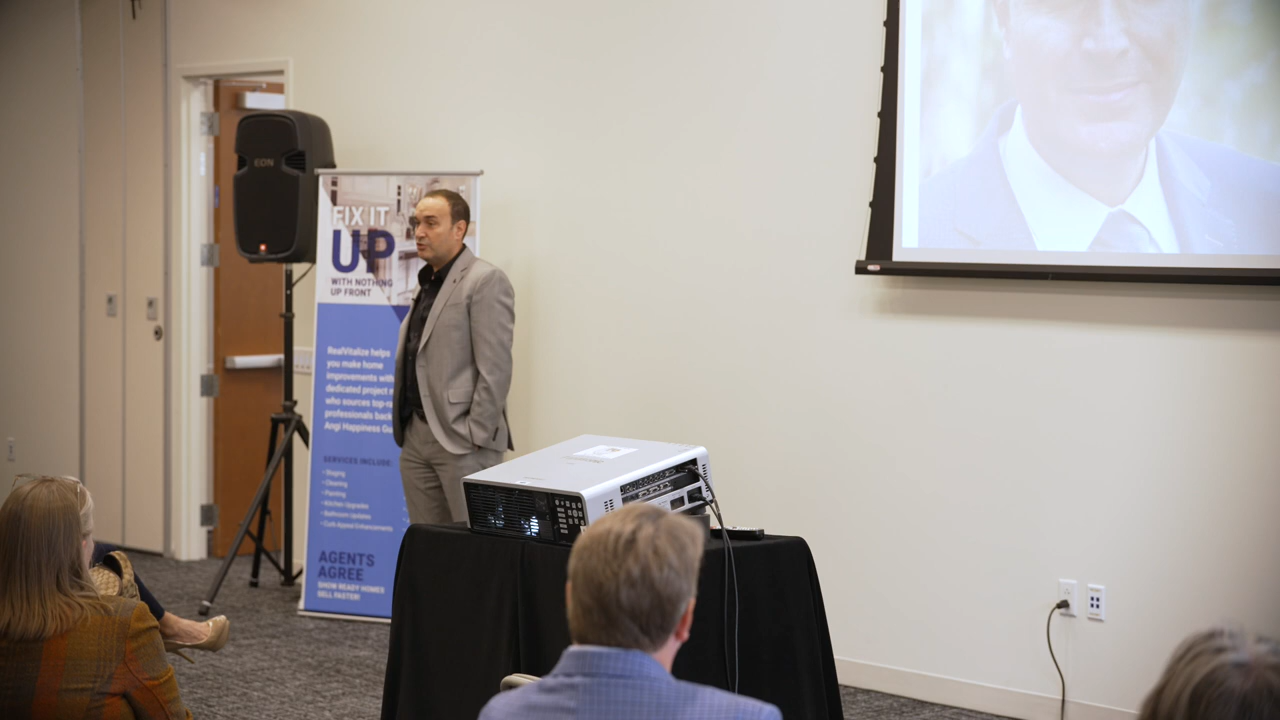 EON
FIX IT
UP
WITH NOTHING
UP FRONT
RealVitalize helps
you make home
improvements with
dedicated project
who sources top-
professionals back
Angi Happiness
SERVICES INCLUDE:
• Staging
• Cleaning
• Painting
• Kitchen Upgrades
• Bathroom Updates
• Curb Appeal Enhancements
AGENTS
AGREE
SHOW READY HOMES
SELL FASTER!